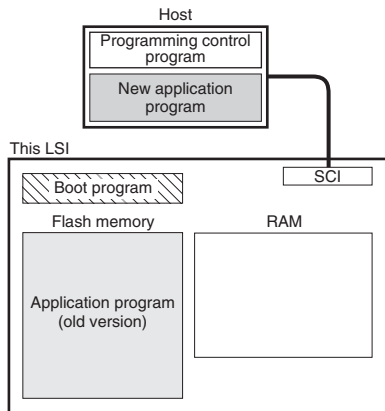 Host
Programming control
program
New application
program
This LSI
SCI
Boot program
Flash memory
RAM
Application program
(old version)